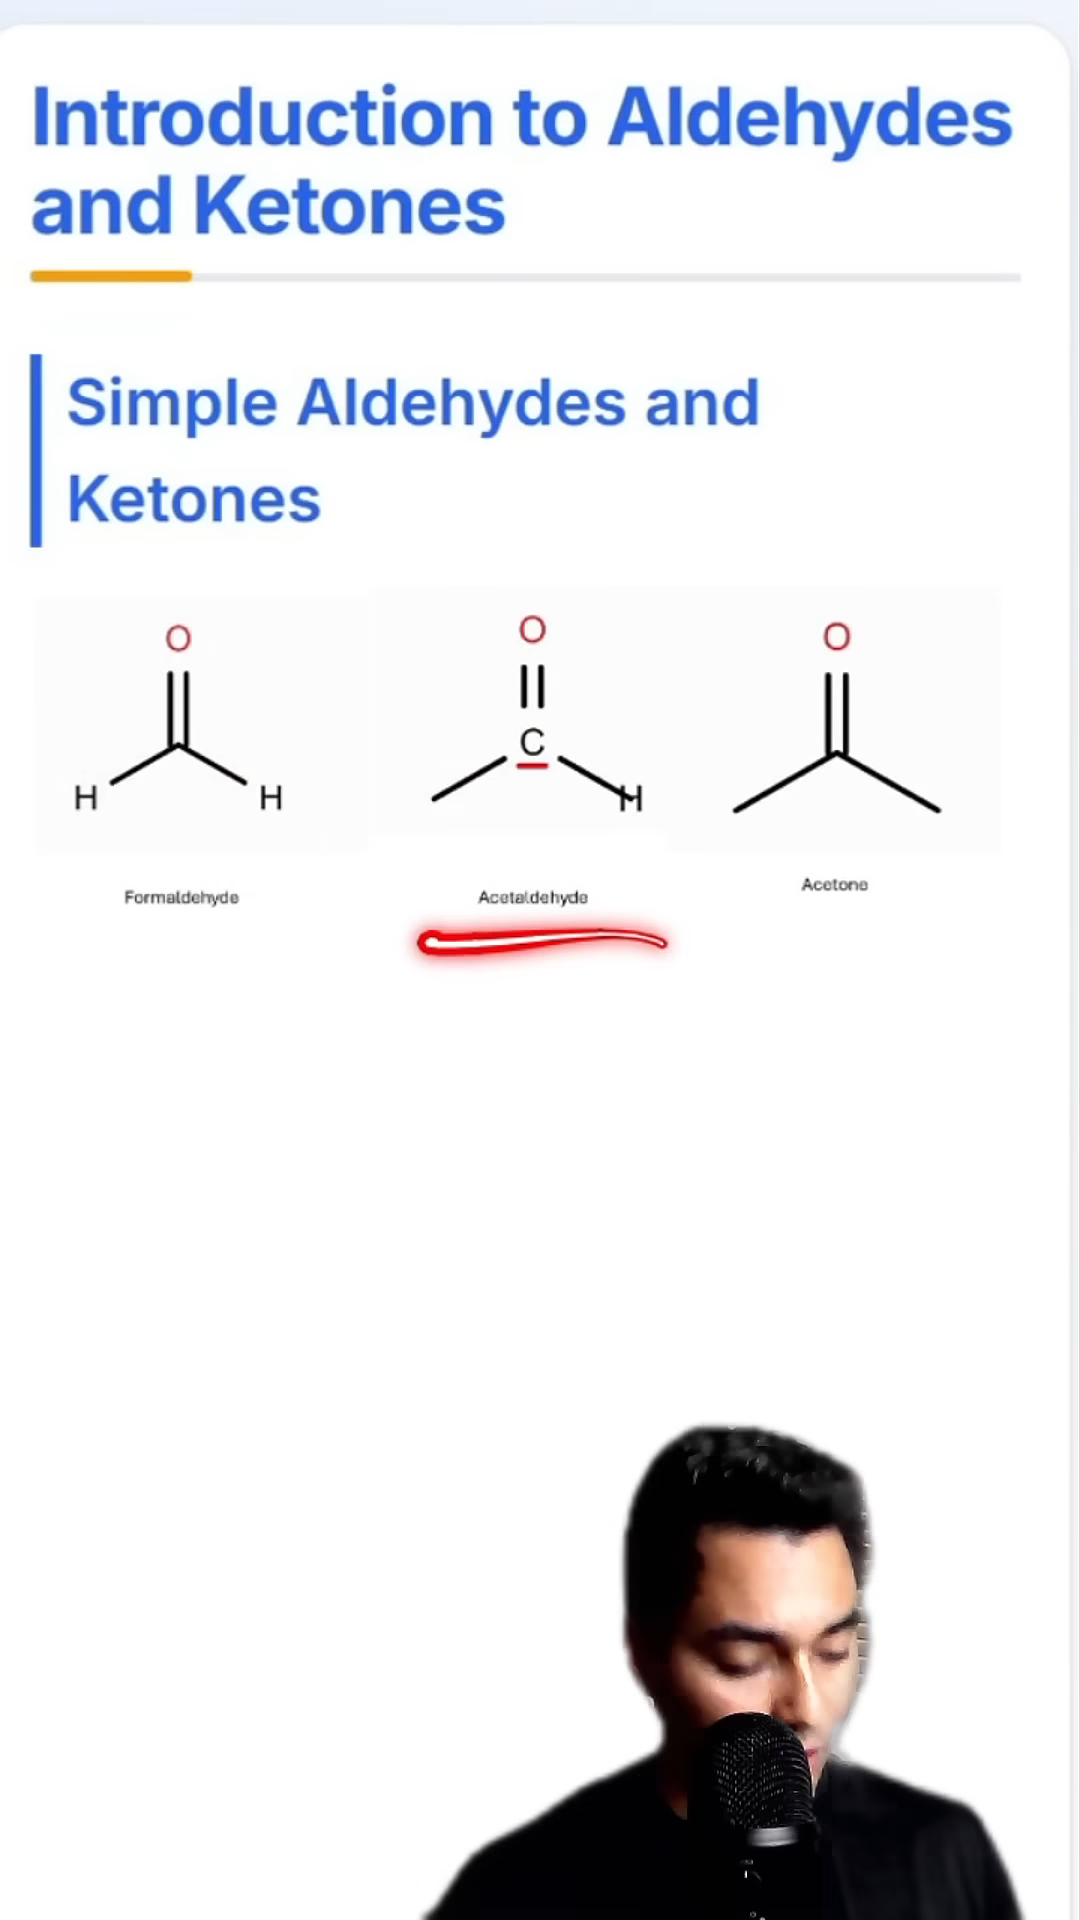 Introduction to Aldehydes
and Ketones
Simple Aldehydes and
Ketones
O
H
H
Formaldehyde
O
C
H
Acetaldehyde
O
Acetone